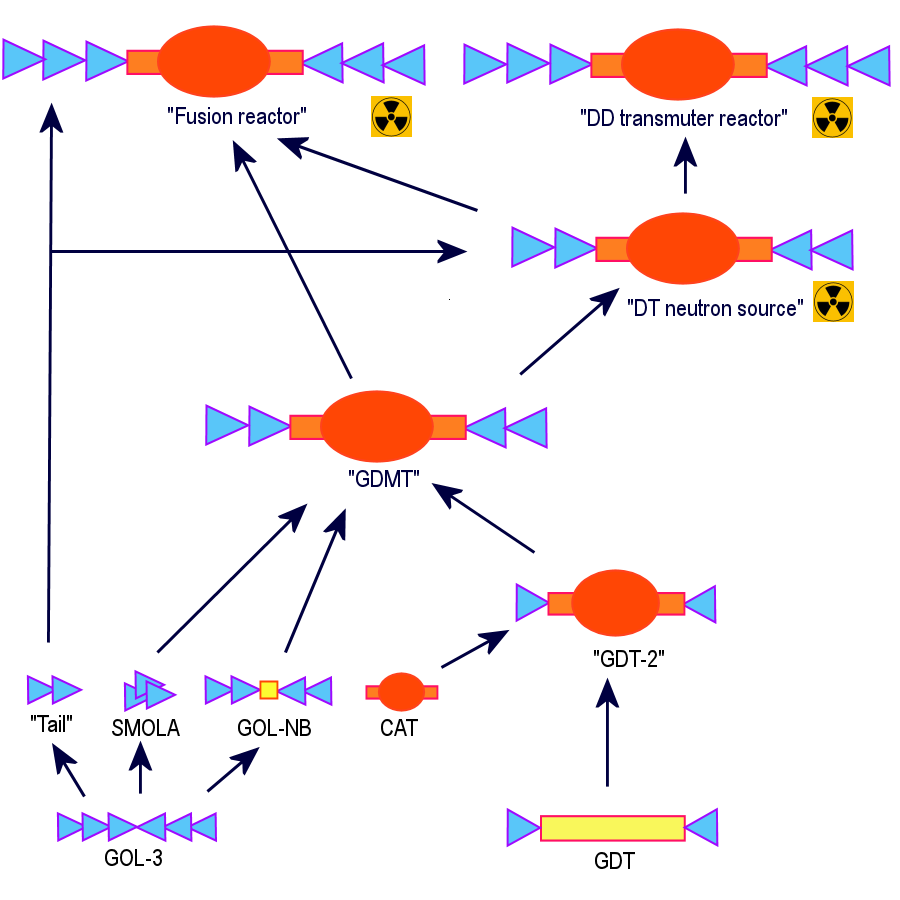 "Fusion reactor"
"DD transmuter reactor"
"DT neutron source"
"GDMT"
"GDT-2"
"Tail"
SMOLA
GOL-NB
CAT
GOL-3
GDT